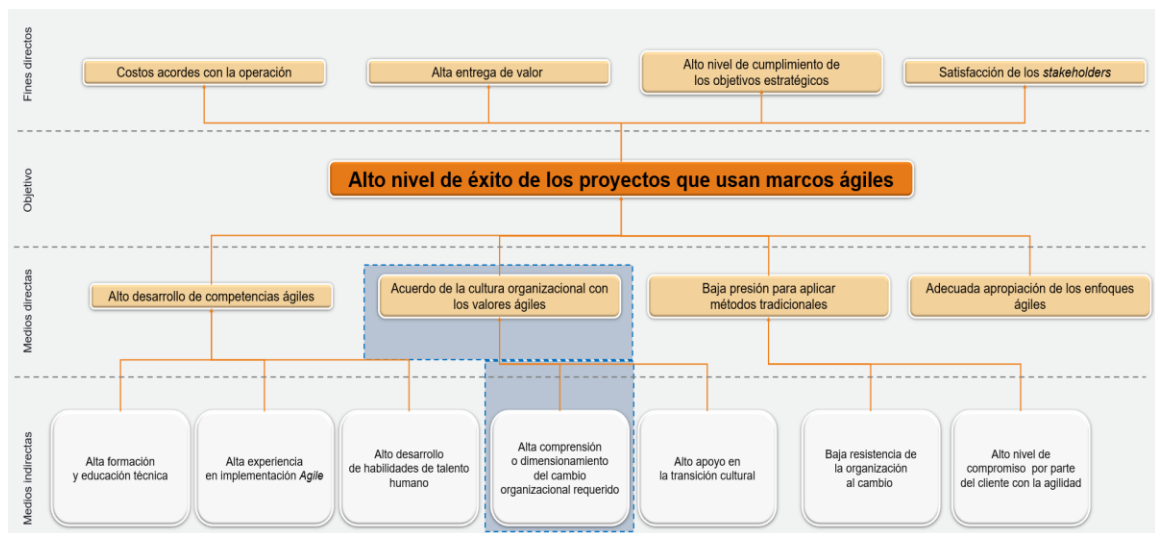 Fines directos
Costos acordes con la operación
Alta entrega de valor
Alto nivel de cumplimiento de
los objetivos estratégicos
Satisfacción de los stakeholders
Objetivo
Alto nivel de éxito de los proyectos que usan marcos ágiles
Medios directas
Alto desarrollo de competencias ágiles
Acuerdo de la cultura organizacional con
los valores ágiles
Baja presión para aplicar
métodos tradicionales
Adecuada apropiación de los enfoques
ágiles
Medios indirectas
Alta formación
y educación técnica
Alta experiencia
en implementación Agile
Alto desarrollo
de habilidades de talento
humano
Alta comprensión
o dimensionamiento
del cambio
organizacional requerido
Alto apoyo en
la transición cultural
Baja resistencia de
la organización
al cambio
Alto nivel de
compromiso por parte
del cliente con la agilidad